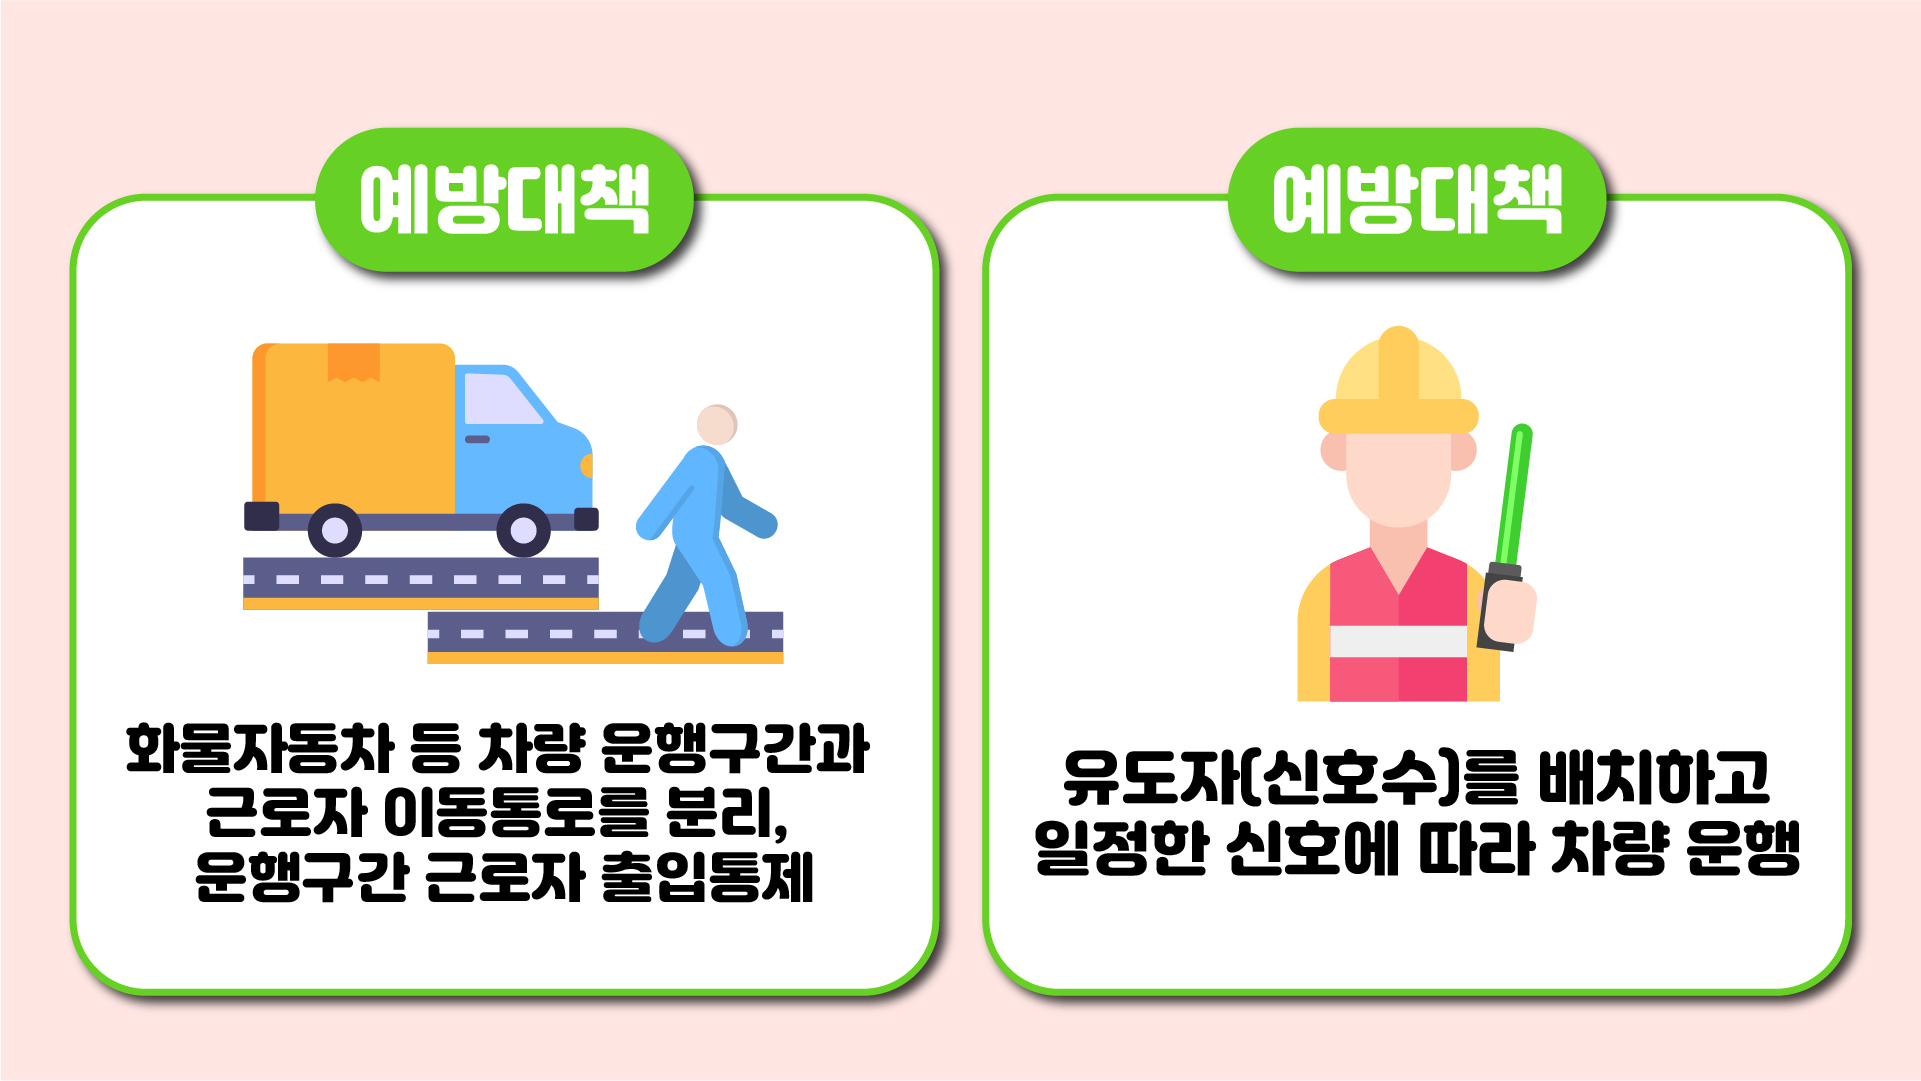 예방대책
화물자동차 등 차량 운행구간과
근로자 이동통로를 분리,
운행구간 근로자 출입통제
예방대책
유도자(신호수)를 배치하고
일정한 신호에 따라 차량 운행